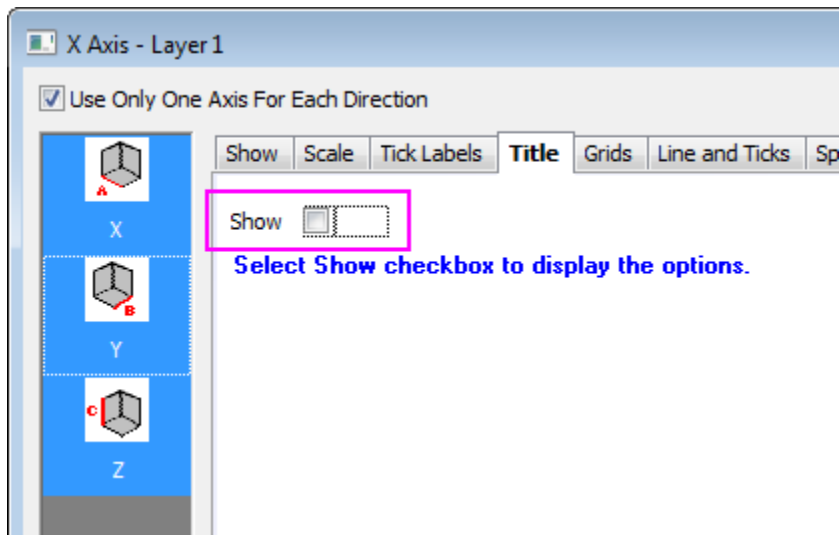 X Axis - Layer 1
Use Only One Axis For Each Direction
Show Scale Tick Labels Title Grids Line and Ticks Sp
A
X
Show
Select Show checkbox to display the options.
B
Y
C
Z